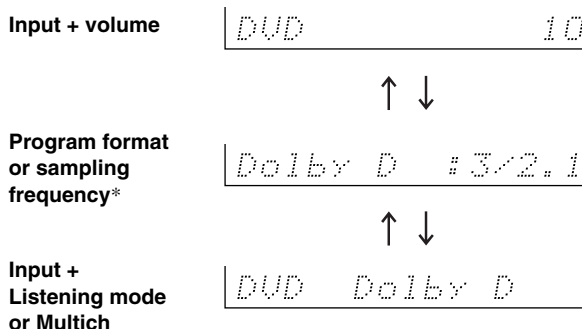 Input + volume
DVD 10
Program format
or sampling
frequency*
Dolby D :3/2.1
Input +
Listening mode
or Multich
DVD Dolby D